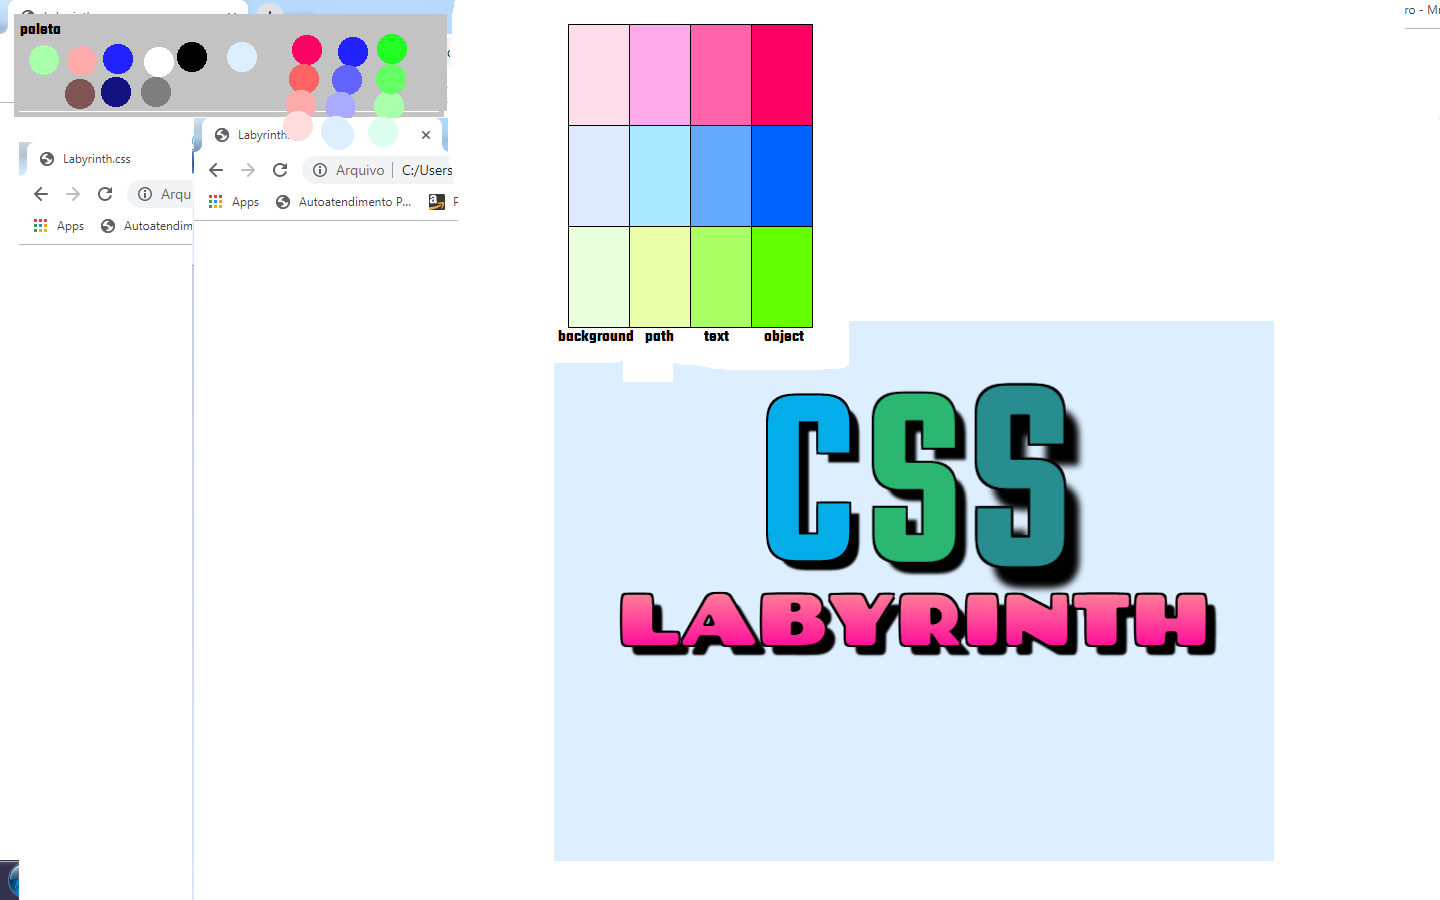 ro - M
paleta
Labyrinth.
Labyrinth.css
Arquivo C:/Users
Arqu
Apps Autoatendimento P...
Apps Autoatendim
background path text object
CSS
LABYRINTH